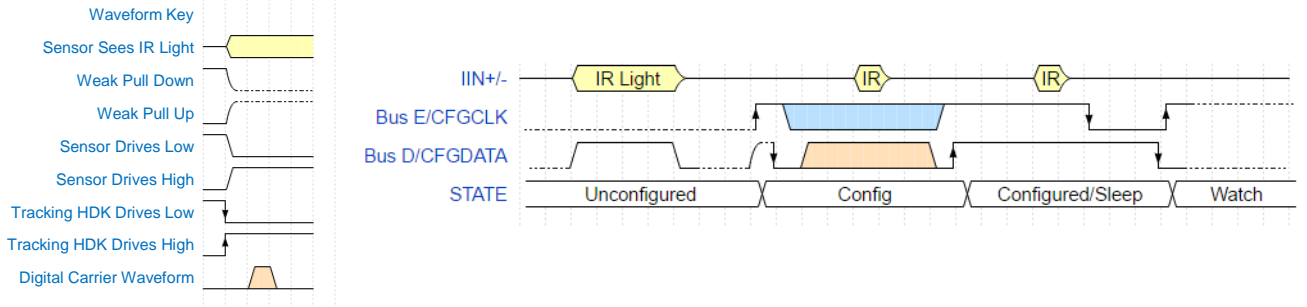 Waveform Key
Sensor Sees IR Light
Weak Pull Down
Weak Pull Up
Sensor Drives Low
Sensor Drives High
Tracking HDK Drives Low
Tracking HDK Drives High
Digital Carrier Waveform
IIN+/- IR Light IR IR
Bus E/CFGCLK
Bus D/CFGDATA
STATE Unconfigured Config Configured/Sleep Watch